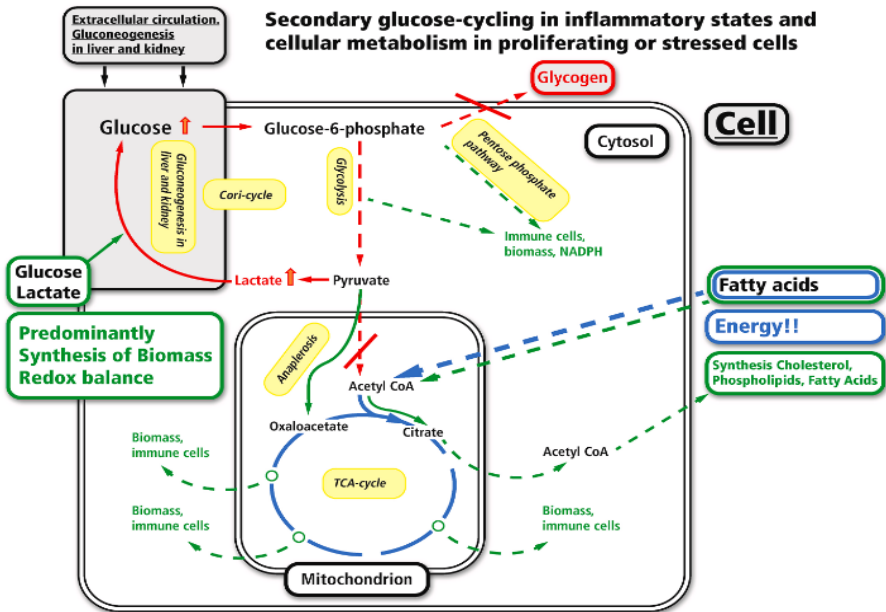 Extracellular circulation.
Gluconeogenesis
in liver and kidney
Secondary glucose-cycling in inflammatory states and
cellular metabolism in proliferating or stressed cells
Glycogen
Cell
Cytosol
Glucose
Glucose-6-phosphate
Pentose phosphate
pathway
Gluconeogenesis in
liver and kidney
Cori-cycle
Glycolysis
Immune cells,
biomass, NADPH
Glucose
Lactate
Lactate
Pyruvate
Fatty acids
Energy!!
Predominantly
Synthesis of Biomass
Redox balance
Anaplerosis
Acetyl CoA
Synthesis Cholesterol,
Phospholipids, Fatty Acids
Oxaloacetate
Citrate
Biomass,
immune cells
Acetyl CoA
TCA-cycle
Biomass,
immune cells
Biomass,
immune cells
Mitochondrion